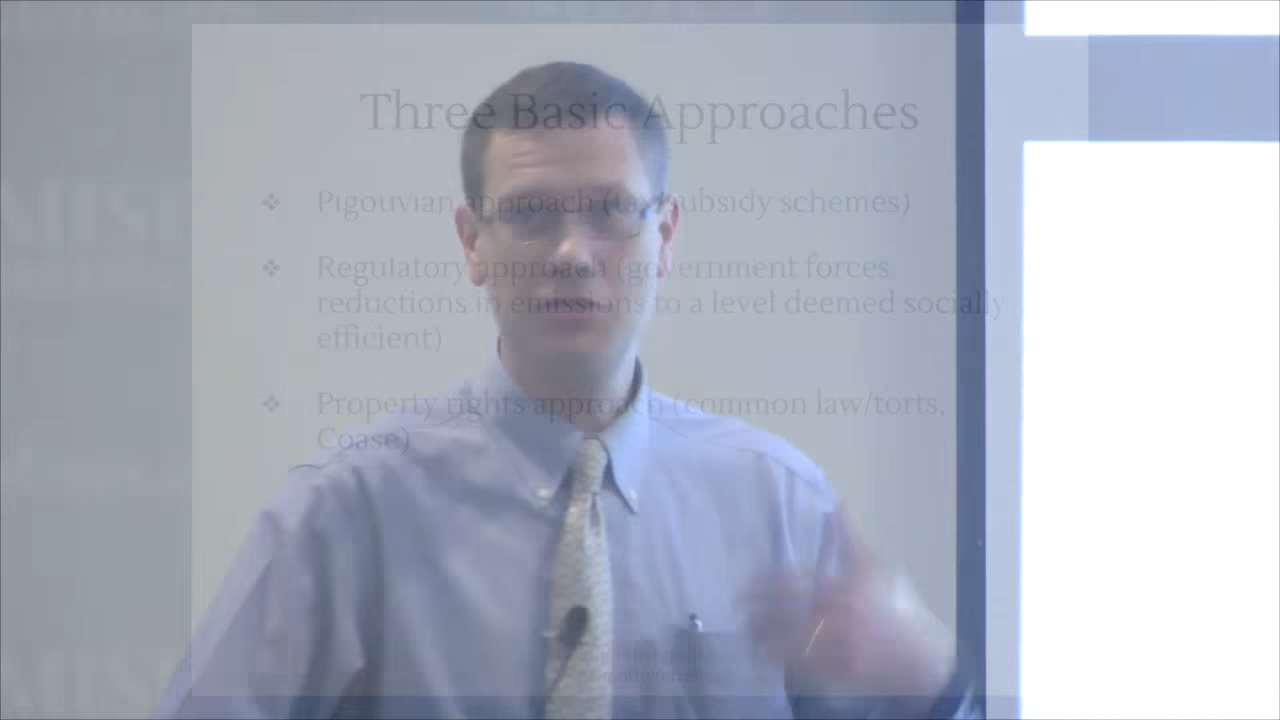 Three Basic Approaches
❖ Pigouvian approach (tax/subsidy schemes)
❖ Regulatory approach (government forces
reductions in emissions to a level deemed socially
efficient)
❖ Property rights approach (common law/torts,
Coase)